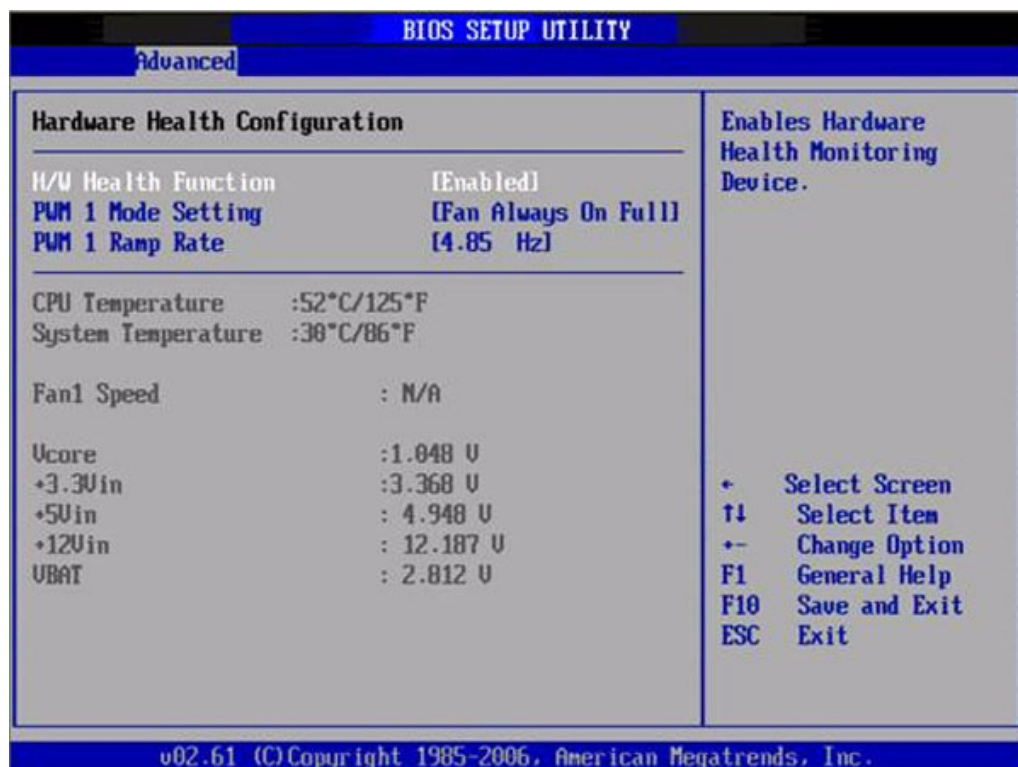 BIOS SETUP UTILITY
Advanced
Hardware Health Configuration
H/W Health Function [Enabled]
PWM 1 Mode Setting [Fan Always On Full]
PWM 1 Ramp Rate [4.85 Hz]
CPU Temperature :52°C/125°F
System Temperature :30°C/86°F
Fan1 Speed : N/A
Vcore :1.048 V
+3.3Vin :3.368 V
+5Vin : 4.948 V
+12Vin : 12.187 V
VBAT : 2.812 V
Enables Hardware
Health Monitoring
Device.
← Select Screen
↑↓ Select Item
+- Change Option
F1 General Help
F10 Save and Exit
ESC Exit
v02.61 (C)Copyright 1985-2006, American Megatrends, Inc.